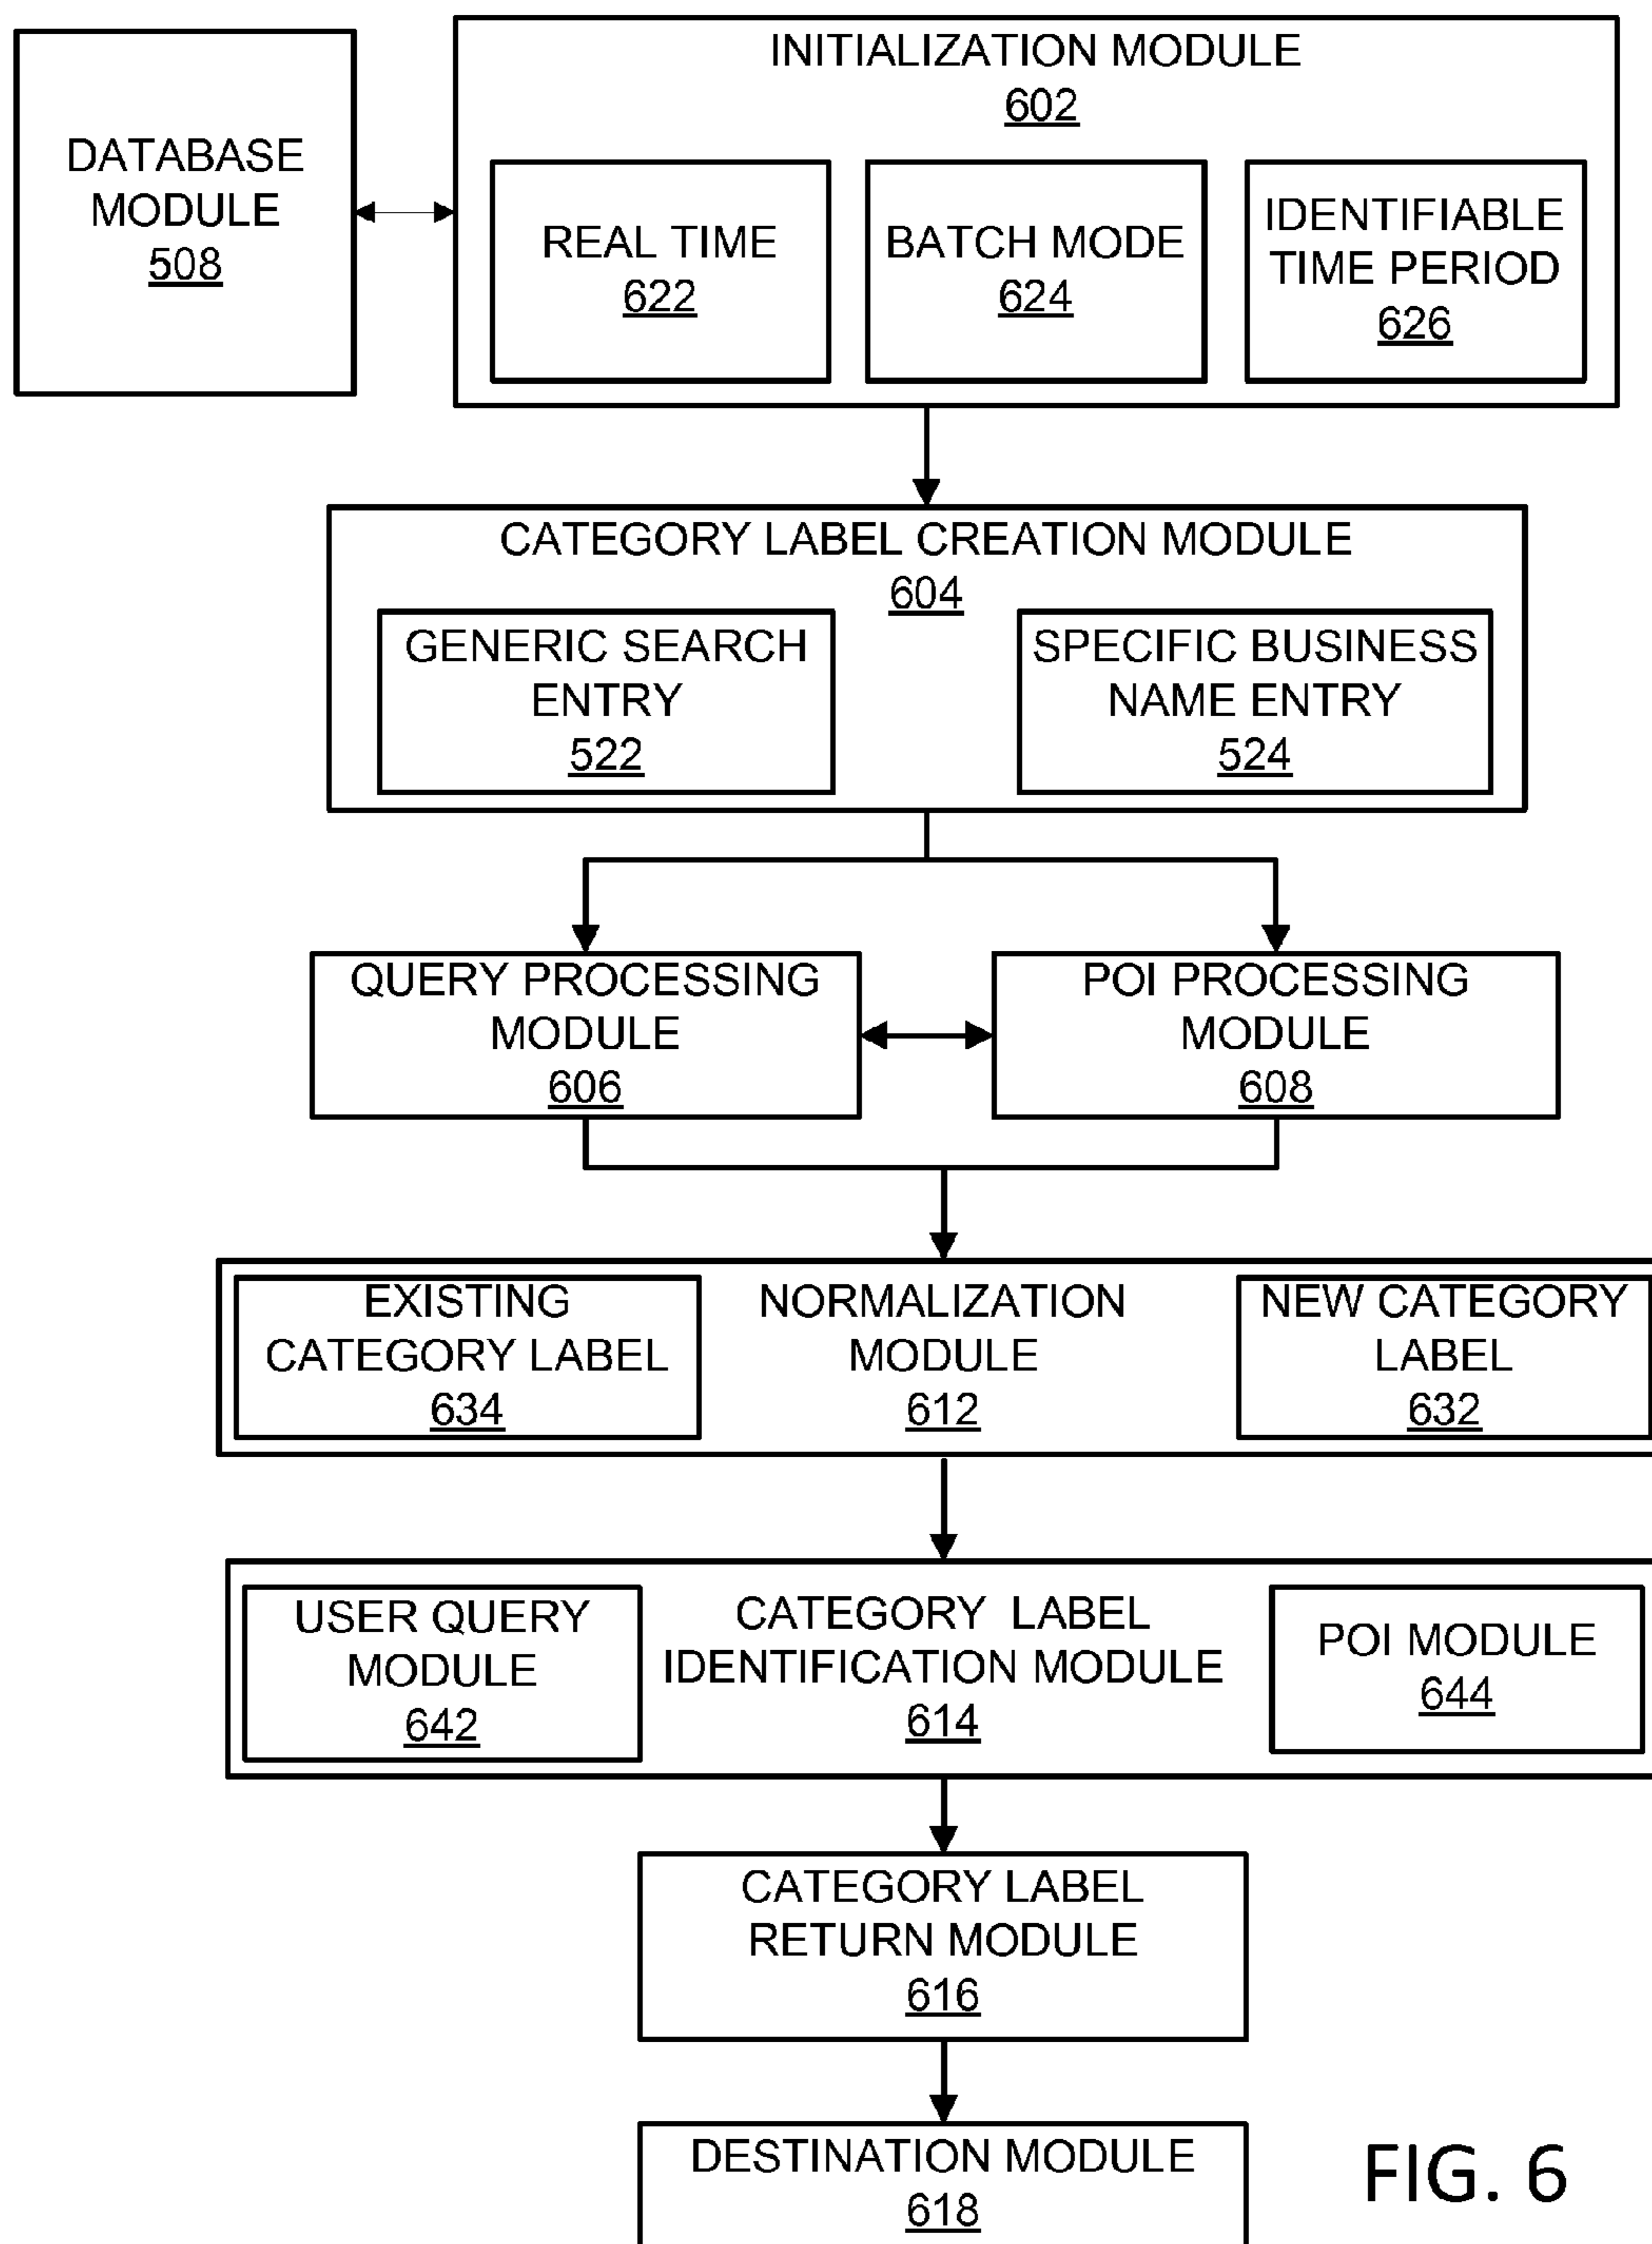 DATABASE
MODULE
508
INITIALIZATION MODULE
602
REAL TIME
622
BATCH MODE
624
IDENTIFIABLE
TIME PERIOD
626
CATEGORY LABEL CREATION MODULE
604
GENERIC SEARCH
ENTRY
522
SPECIFIC BUSINESS
NAME ENTRY
524
QUERY PROCESSING
MODULE
606
POI PROCESSING
MODULE
608
EXISTING
CATEGORY LABEL
634
NORMALIZATION
MODULE
612
NEW CATEGORY
LABEL
632
USER QUERY
MODULE
642
CATEGORY LABEL
IDENTIFICATION MODULE
614
POI MODULE
644
CATEGORY LABEL
RETURN MODULE
616
DESTINATION MODULE
618
FIG. 6